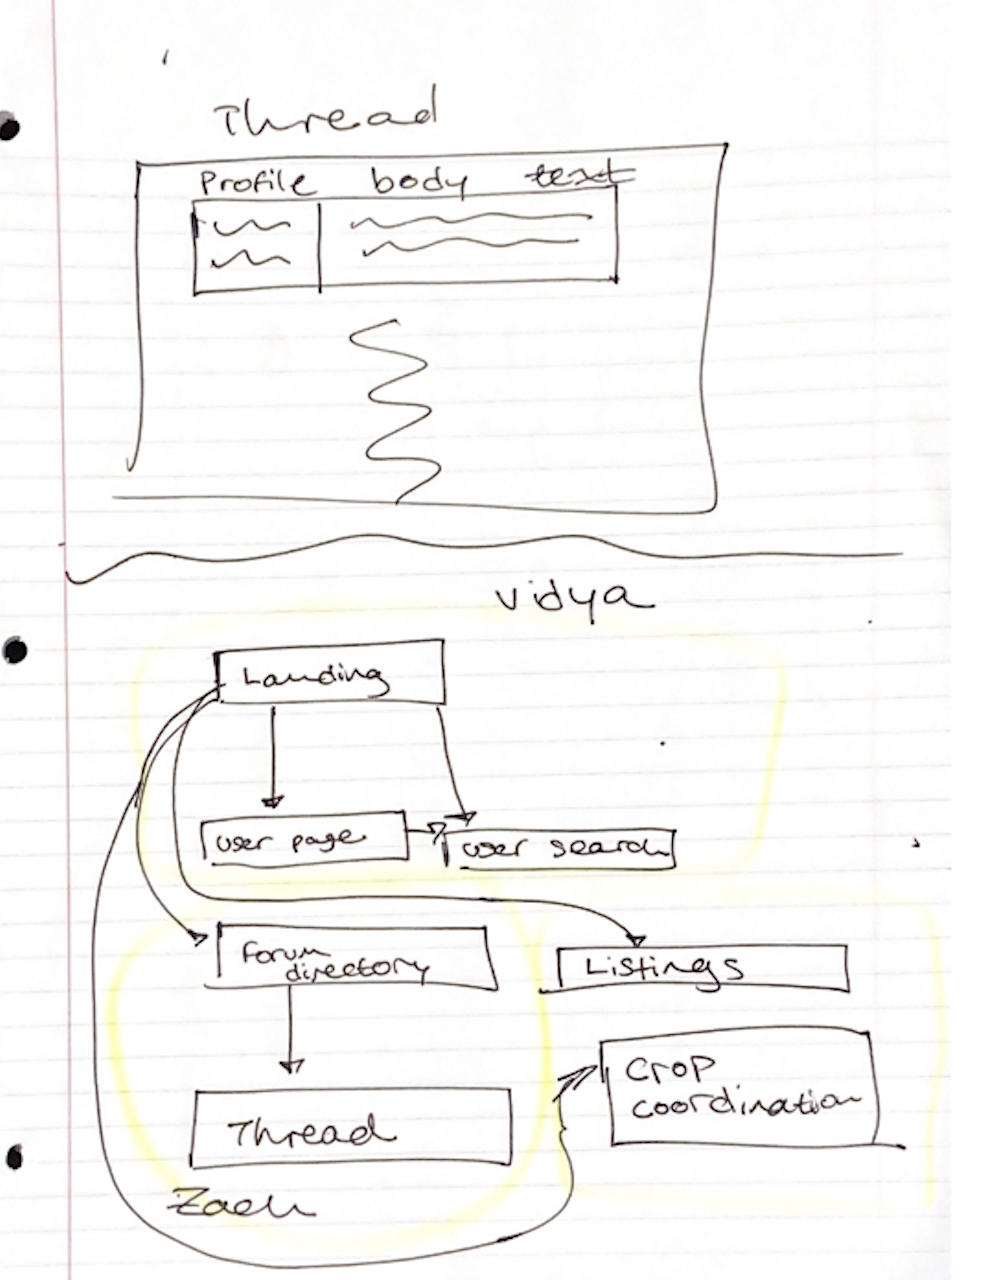 Thread
Profile body text
vidya
Landing
user page
user search
Forum
directory
Listings
Crop
coordination
Thread
Zach